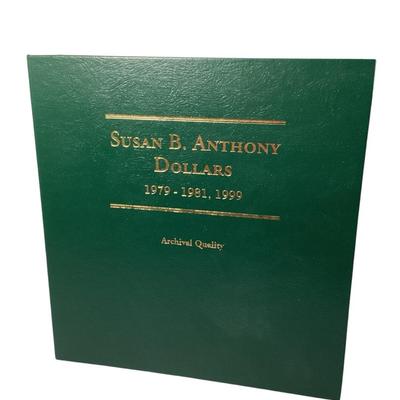 SUSAN B. ANTHONY
DOLLARS
1979 - 1981, 1999
Archival Quality